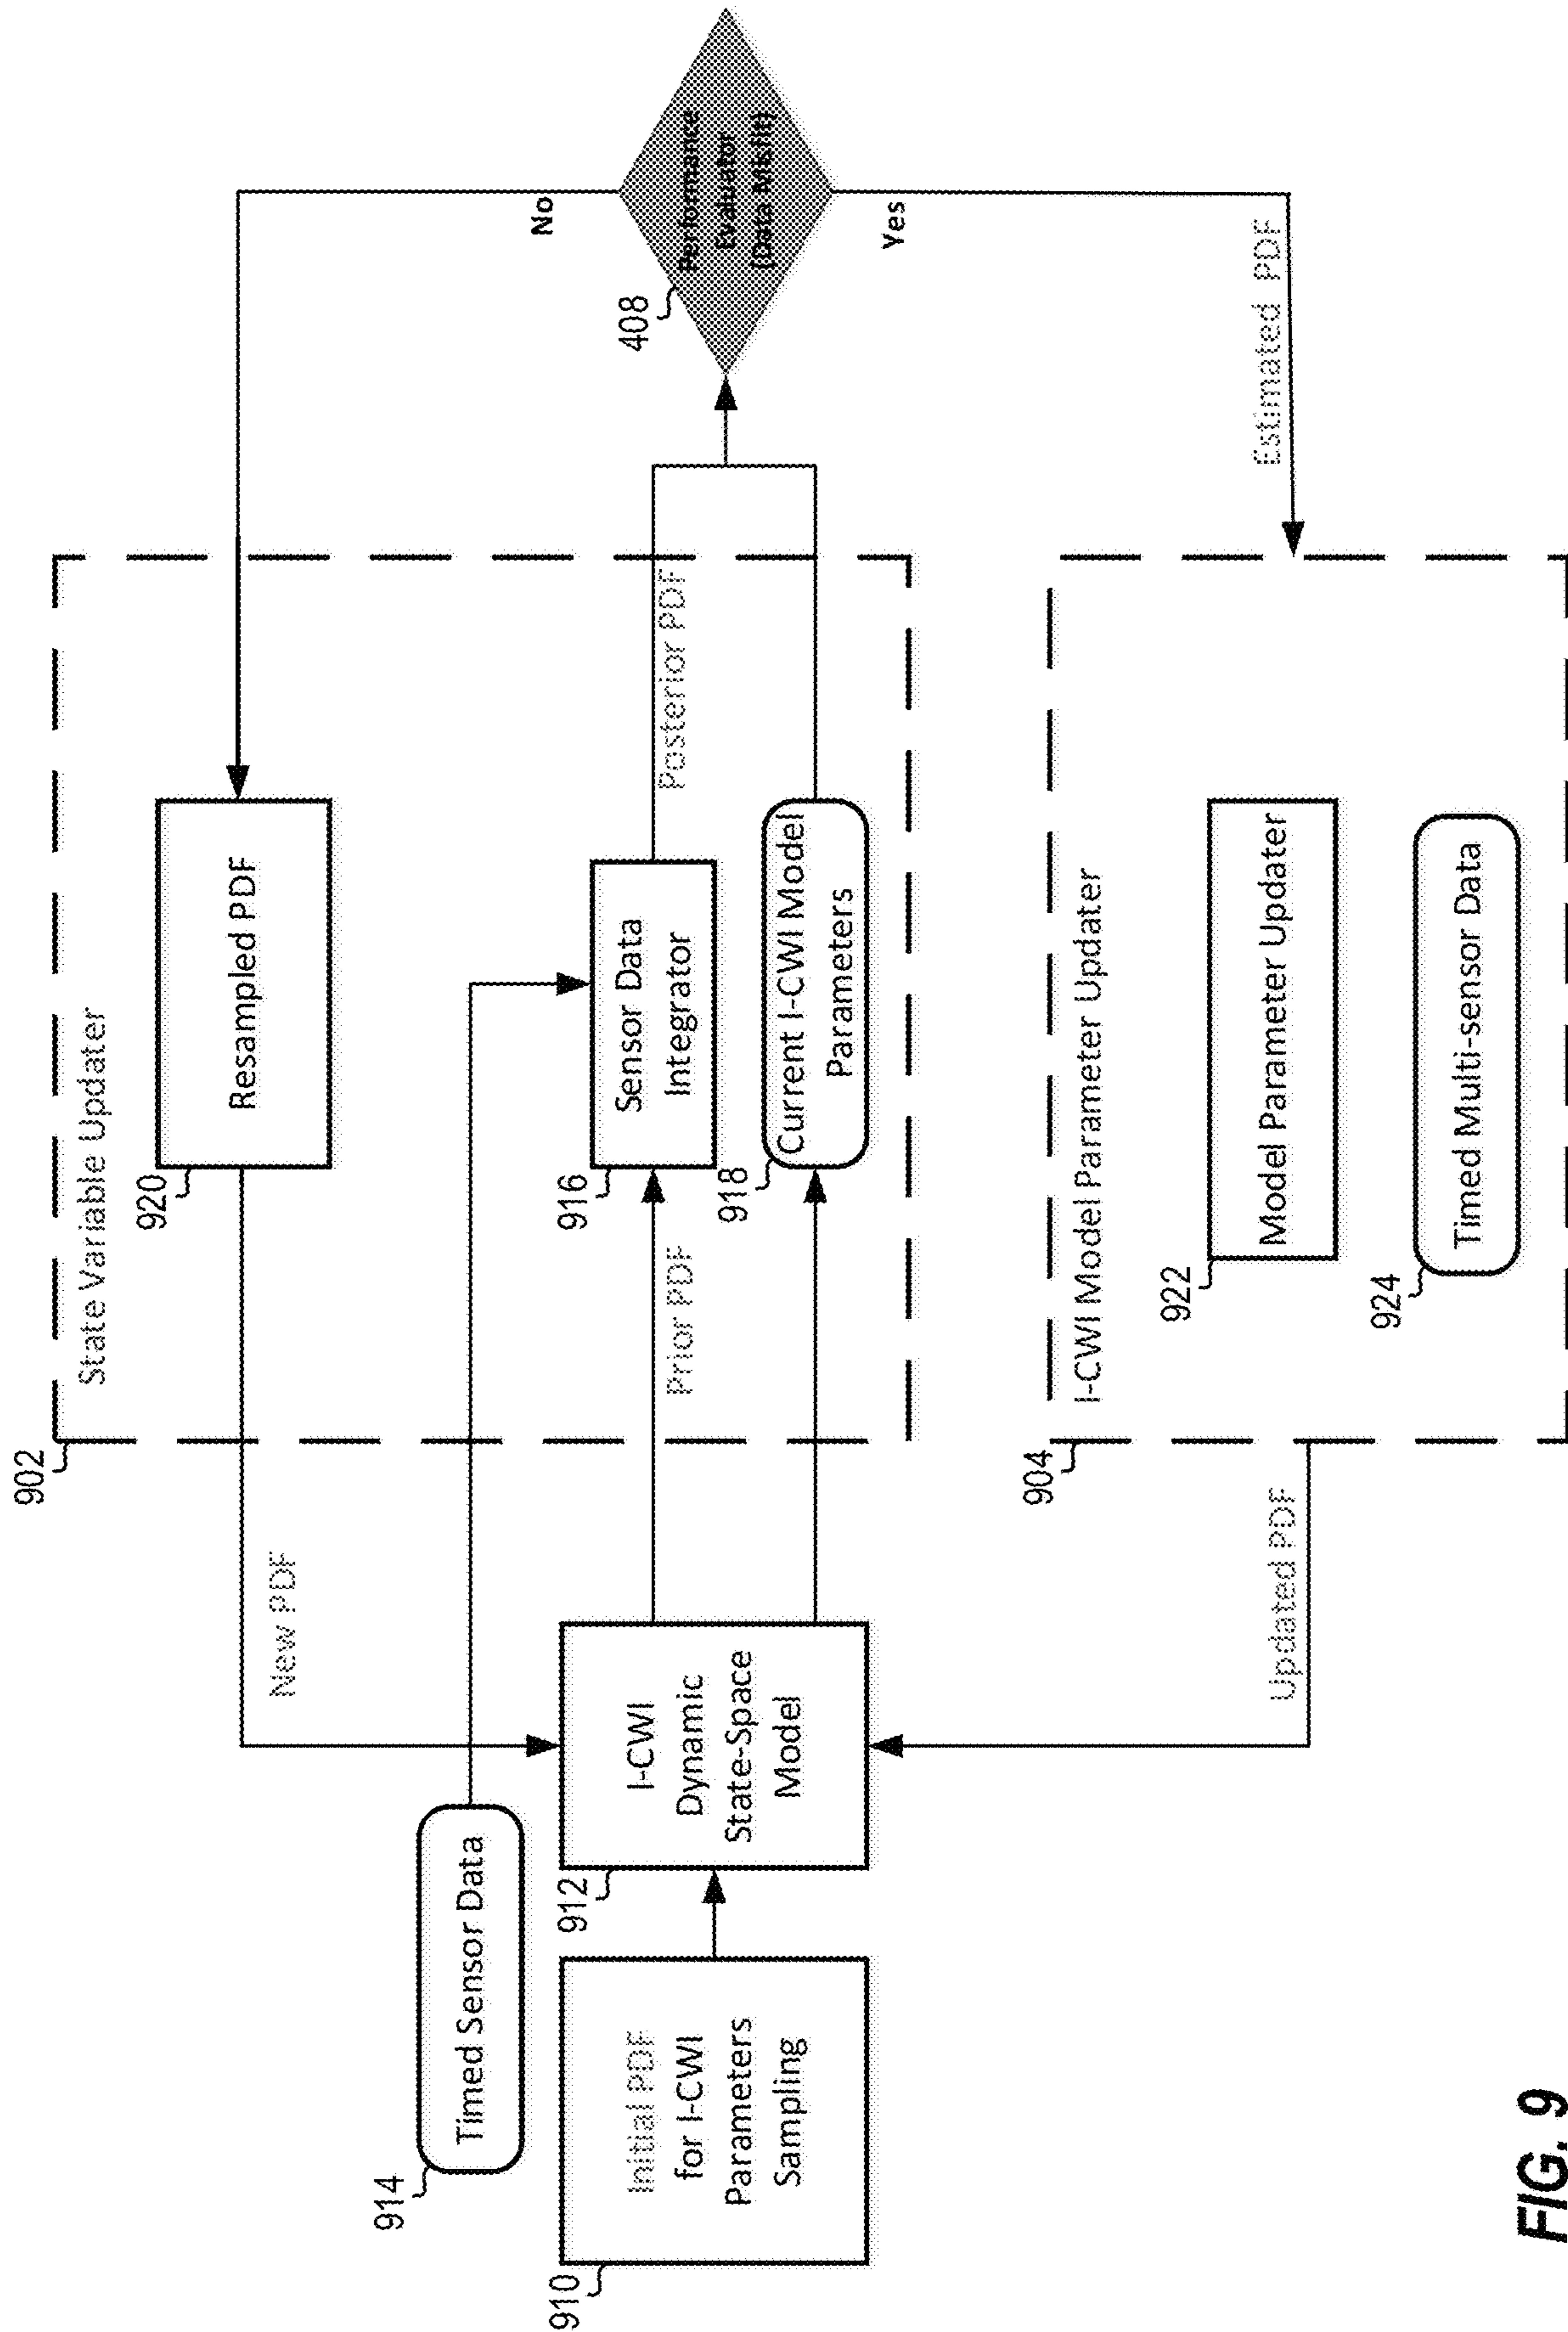 902
State Variable Updater
920
Resampled PDF
New PDF
No
914
Timed Sensor Data
916
Sensor Data
Integrator
Prior PDF
Posterior PDF
918
Current I-CWI Model
Parameters
408
Performance
Evaluator
(Data Misfit)
Yes
910
Initial PDF
for I-CWI
Parameters
Sampling
912
I-CWI
Dynamic
State-Space
Model
904
I-CWI Model Parameter Updater
922
Model Parameter Updater
924
Timed Multi-sensor Data
Updated PDF
Estimated PDF
FIG. 9